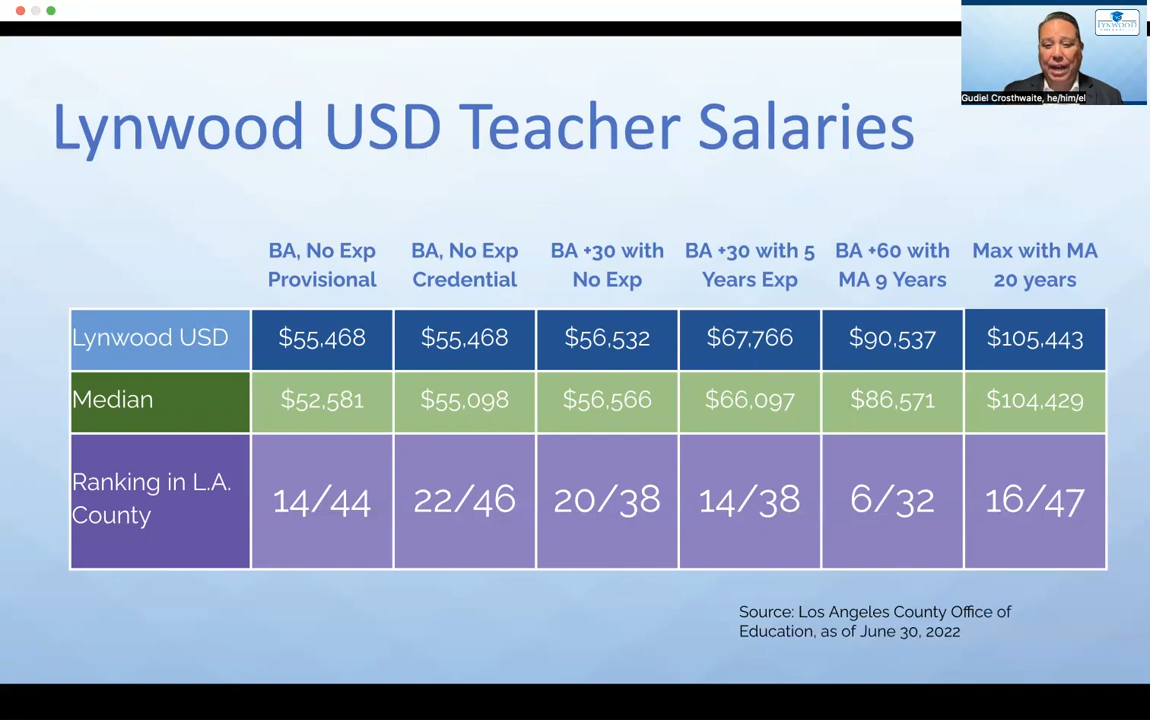 LYNWOOD
Gudiel Crosthwaite, he/him/el
Lynwood USD Teacher Salaries
BA, No Exp Provisional
BA, No Exp Credential
BA +30 with No Exp
BA +30 with 5 Years Exp
BA +60 with MA 9 Years
Max with MA 20 years
Lynwood USD $55,468 $55,468 $56,532 $67,766 $90,537 $105,443
Median $52,581 $55,098 $56,566 $66,097 $86,571 $104,429
Ranking in L.A. County 14/44 22/46 20/38 14/38 6/32 16/47
Source: Los Angeles County Office of
Education, as of June 30, 2022